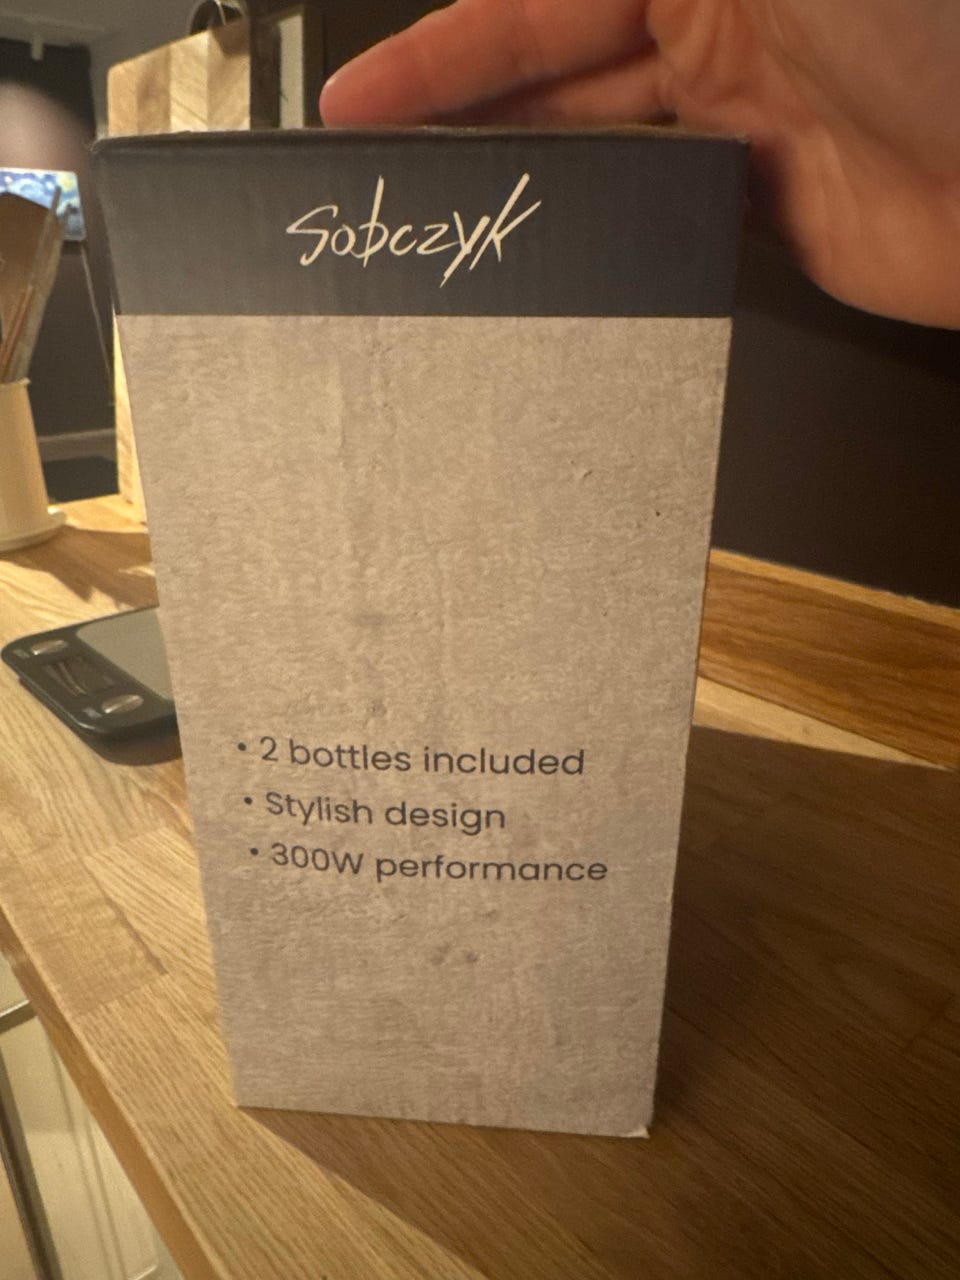 Sobczyk
• 2 bottles included
• Stylish design
• 300W performance